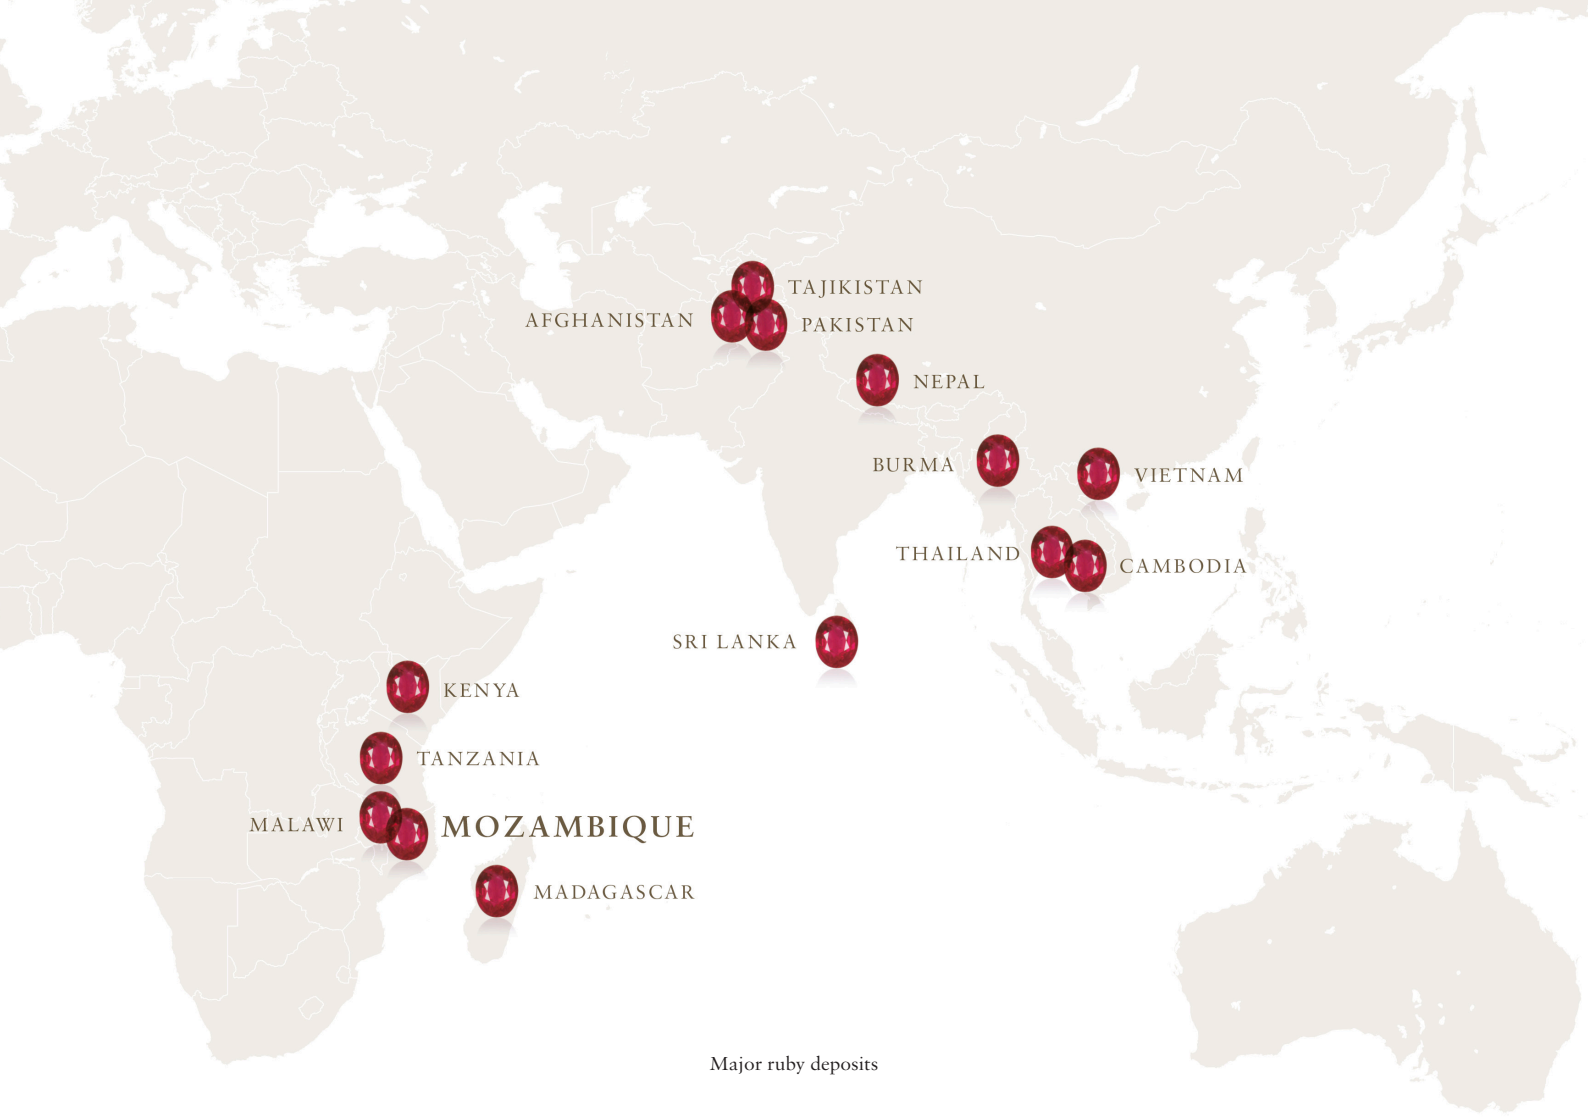 TAJIKISTAN
AFGHANISTAN
PAKISTAN
NEPAL
BURMA
VIETNAM
THAILAND
CAMBODIA
SRI LANKA
KENYA
TANZANIA
MALAWI
MOZAMBIQUE
MADAGASCAR
Major ruby deposits